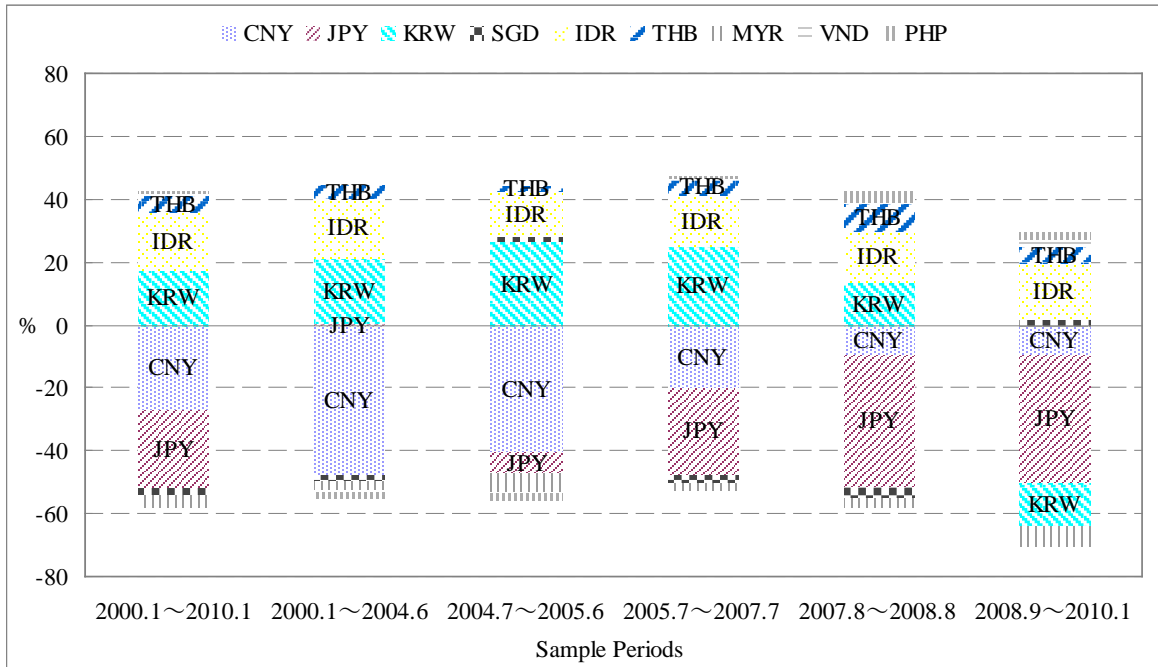 CNY JPY KRW SGD IDR THB MYR VND PHP
80
60
40
20
0
-20
-40
-60
-80
%
THB
IDR
KRW
CNY
JPY
THB
IDR
KRW
JPY
CNY
THB
IDR
KRW
CNY
JPY
THB
IDR
KRW
CNY
JPY
THB
IDR
KRW
CNY
JPY
THB
IDR
CNY
JPY
KRW
2000.1~2010.1 2000.1~2004.6 2004.7~2005.6 2005.7~2007.7 2007.8~2008.8 2008.9~2010.1
Sample Periods